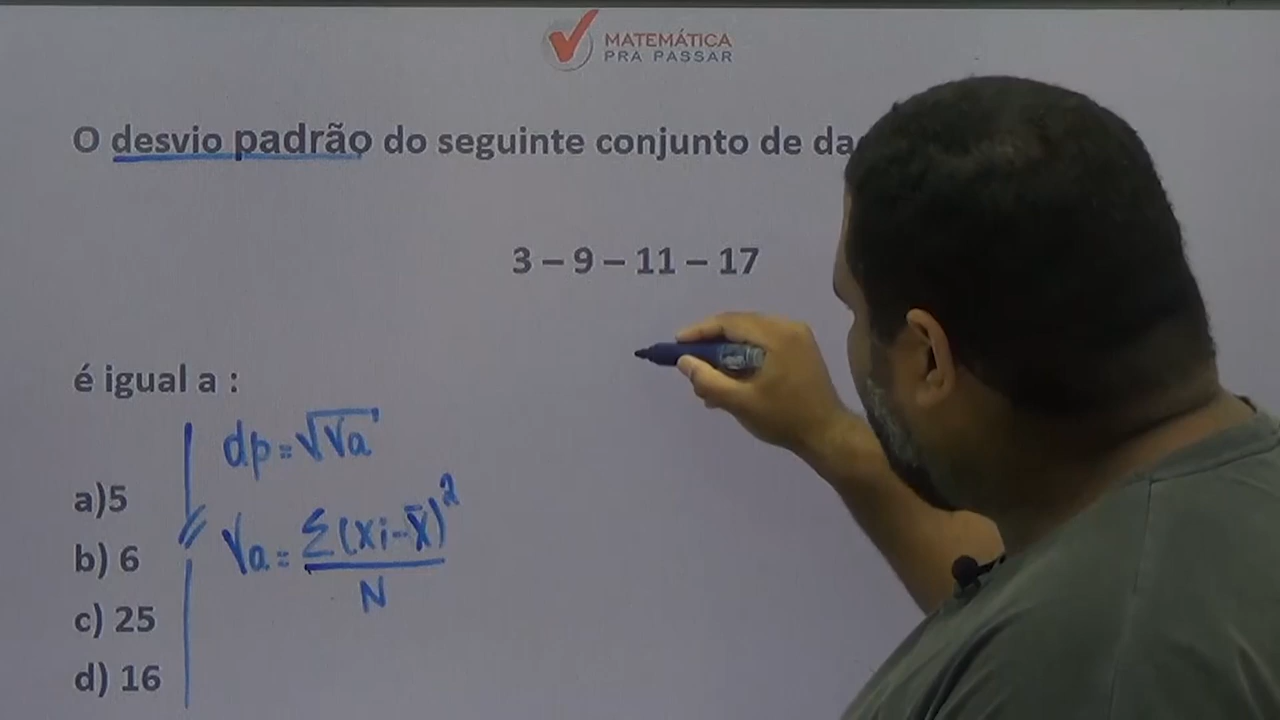 MATEMÁTICA
PRA PASSAR
O desvio padrão do seguinte conjunto de
3 – 9 – 11 – 17
é igual a :
dp = √Va
a)5
Va = Σ(Xi - X̄)²
N
b) 6
c) 25
d) 16